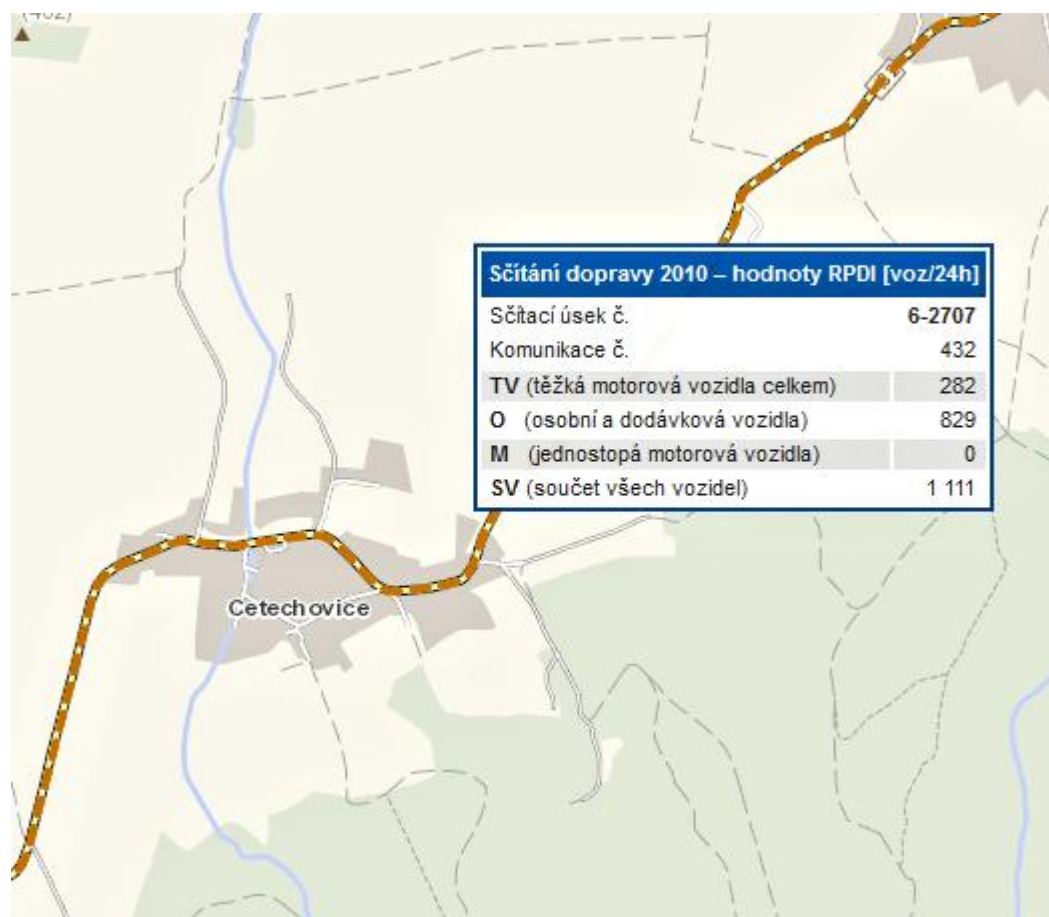 Sčítání dopravy 2010 – hodnoty RPDI [voz/24h]
Sčítací úsek č. 6-2707
Komunikace č. 432
TV (těžká motorová vozidla celkem) 282
O (osobní a dodávková vozidla) 829
M (jednostopá motorová vozidla) 0
SV (součet všech vozidel) 1 111
Cetechovice